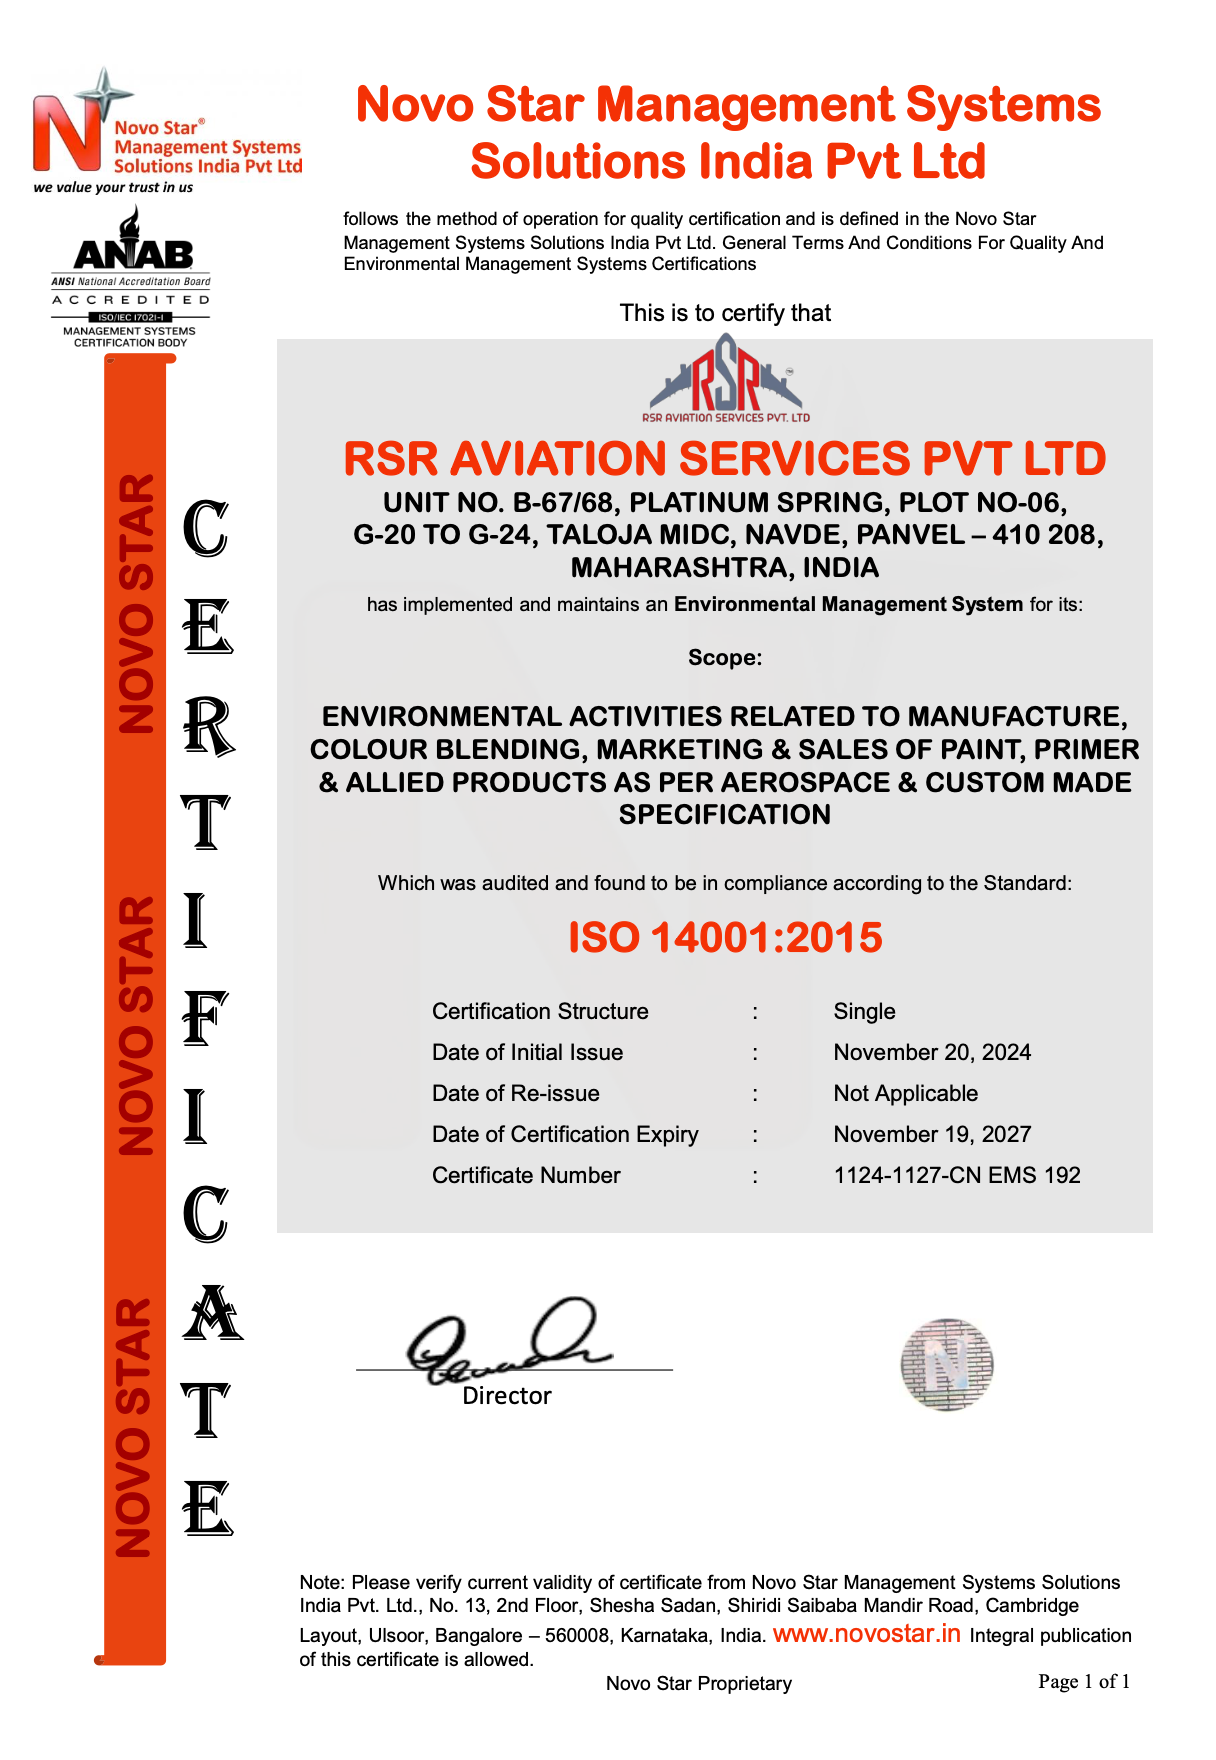 Novo Star®
Management Systems
Solutions India Pvt Ltd
we value your trust in us
ANAB
ANSI National Accreditation Board
ACCREDITED
ISO/IEC 17021-1
MANAGEMENT SYSTEMS
CERTIFICATION BODY
Novo Star Management Systems
Solutions India Pvt Ltd
follows the method of operation for quality certification and is defined in the Novo Star
Management Systems Solutions India Pvt Ltd. General Terms And Conditions For Quality And
Environmental Management Systems Certifications
This is to certify that
RSR
RSR AVIATION SERVICES PVT. LTD
RSR AVIATION SERVICES PVT LTD
UNIT NO. B-67/68, PLATINUM SPRING, PLOT NO-06,
G-20 TO G-24, TALOJA MIDC, NAVDE, PANVEL – 410 208,
MAHARASHTRA, INDIA
has implemented and maintains an Environmental Management System for its:
Scope:
ENVIRONMENTAL ACTIVITIES RELATED TO MANUFACTURE,
COLOUR BLENDING, MARKETING & SALES OF PAINT, PRIMER
& ALLIED PRODUCTS AS PER AEROSPACE & CUSTOM MADE
SPECIFICATION
Which was audited and found to be in compliance according to the Standard:
ISO 14001:2015
Certification Structure : Single
Date of Initial Issue : November 20, 2024
Date of Re-issue : Not Applicable
Date of Certification Expiry : November 19, 2027
Certificate Number : 1124-1127-CN EMS 192
Director
N
NOVO STAR
NOVO STAR
NOVO STAR
CERTIFICATE
Note: Please verify current validity of certificate from Novo Star Management Systems Solutions
India Pvt. Ltd., No. 13, 2nd Floor, Shesha Sadan, Shiridi Saibaba Mandir Road, Cambridge
Layout, Ulsoor, Bangalore – 560008, Karnataka, India. www.novostar.in Integral publication
of this certificate is allowed.
Novo Star Proprietary
Page 1 of 1